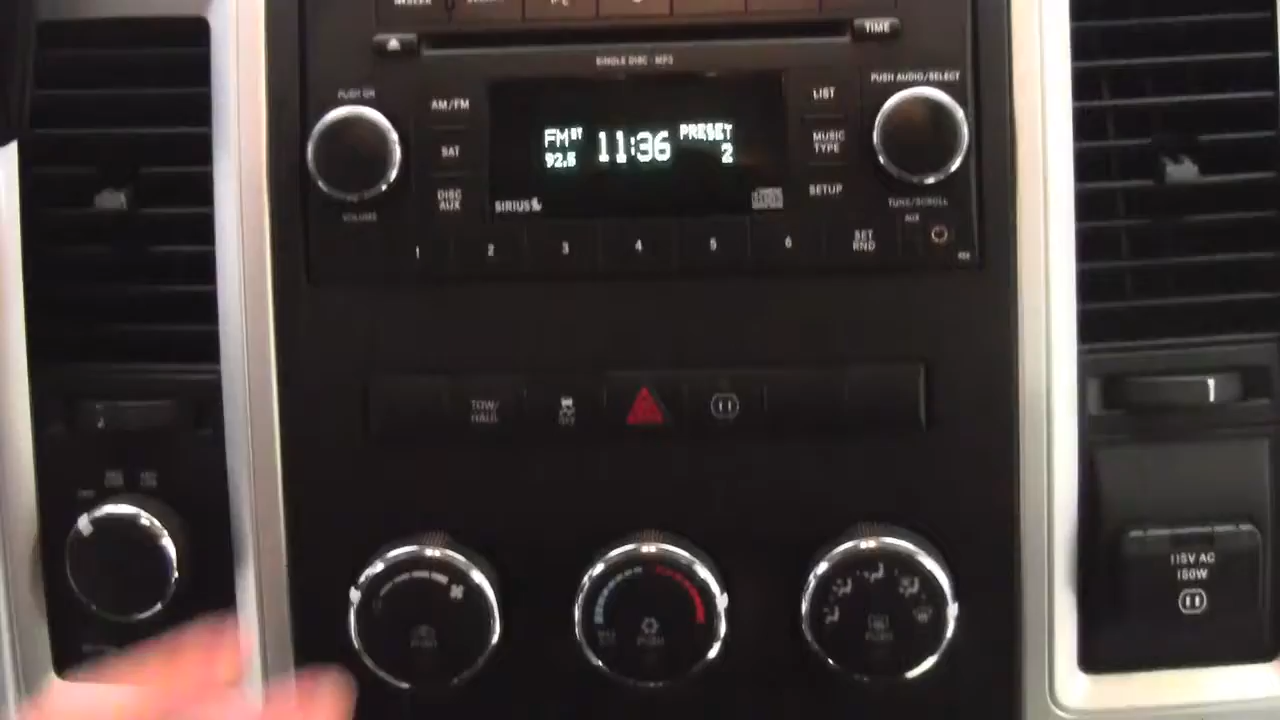 TIME
SINGLE DISC · MP3
PUSH ON
PUSH AUDIO/SELECT
AM/FM
LIST
FM ST 11:36 PRESET
92.5 2
SAT
MUSIC
TYPE
DISC
AUX
SETUP
SIRIUS
VOLUME
TUNE/SCROLL
AUX
1 2 3 4 5 6
SET
RND
TOW/
HAUL
OFF
115V AC
150W
PUSH PUSH PUSH